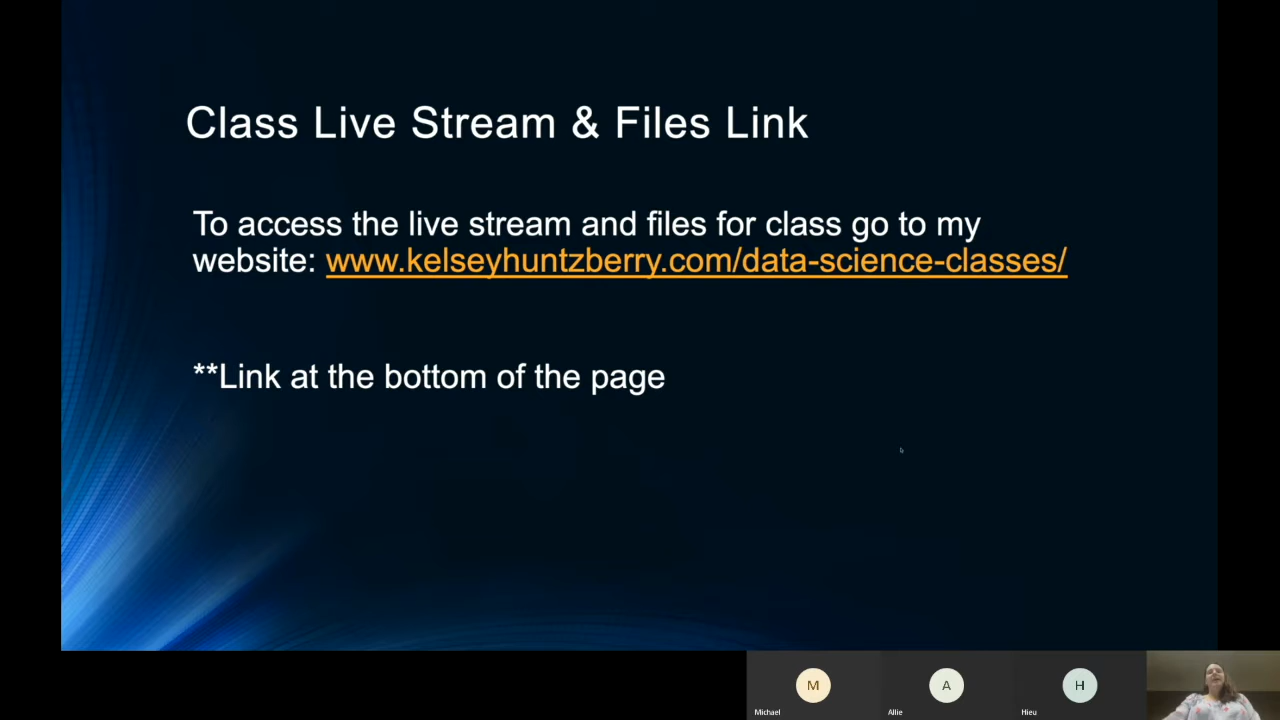 Class Live Stream & Files Link
To access the live stream and files for class go to my
website: www.kelseyhuntzberry.com/data-science-classes/
**Link at the bottom of the page
M
A
H
Michael
Allie
Hieu